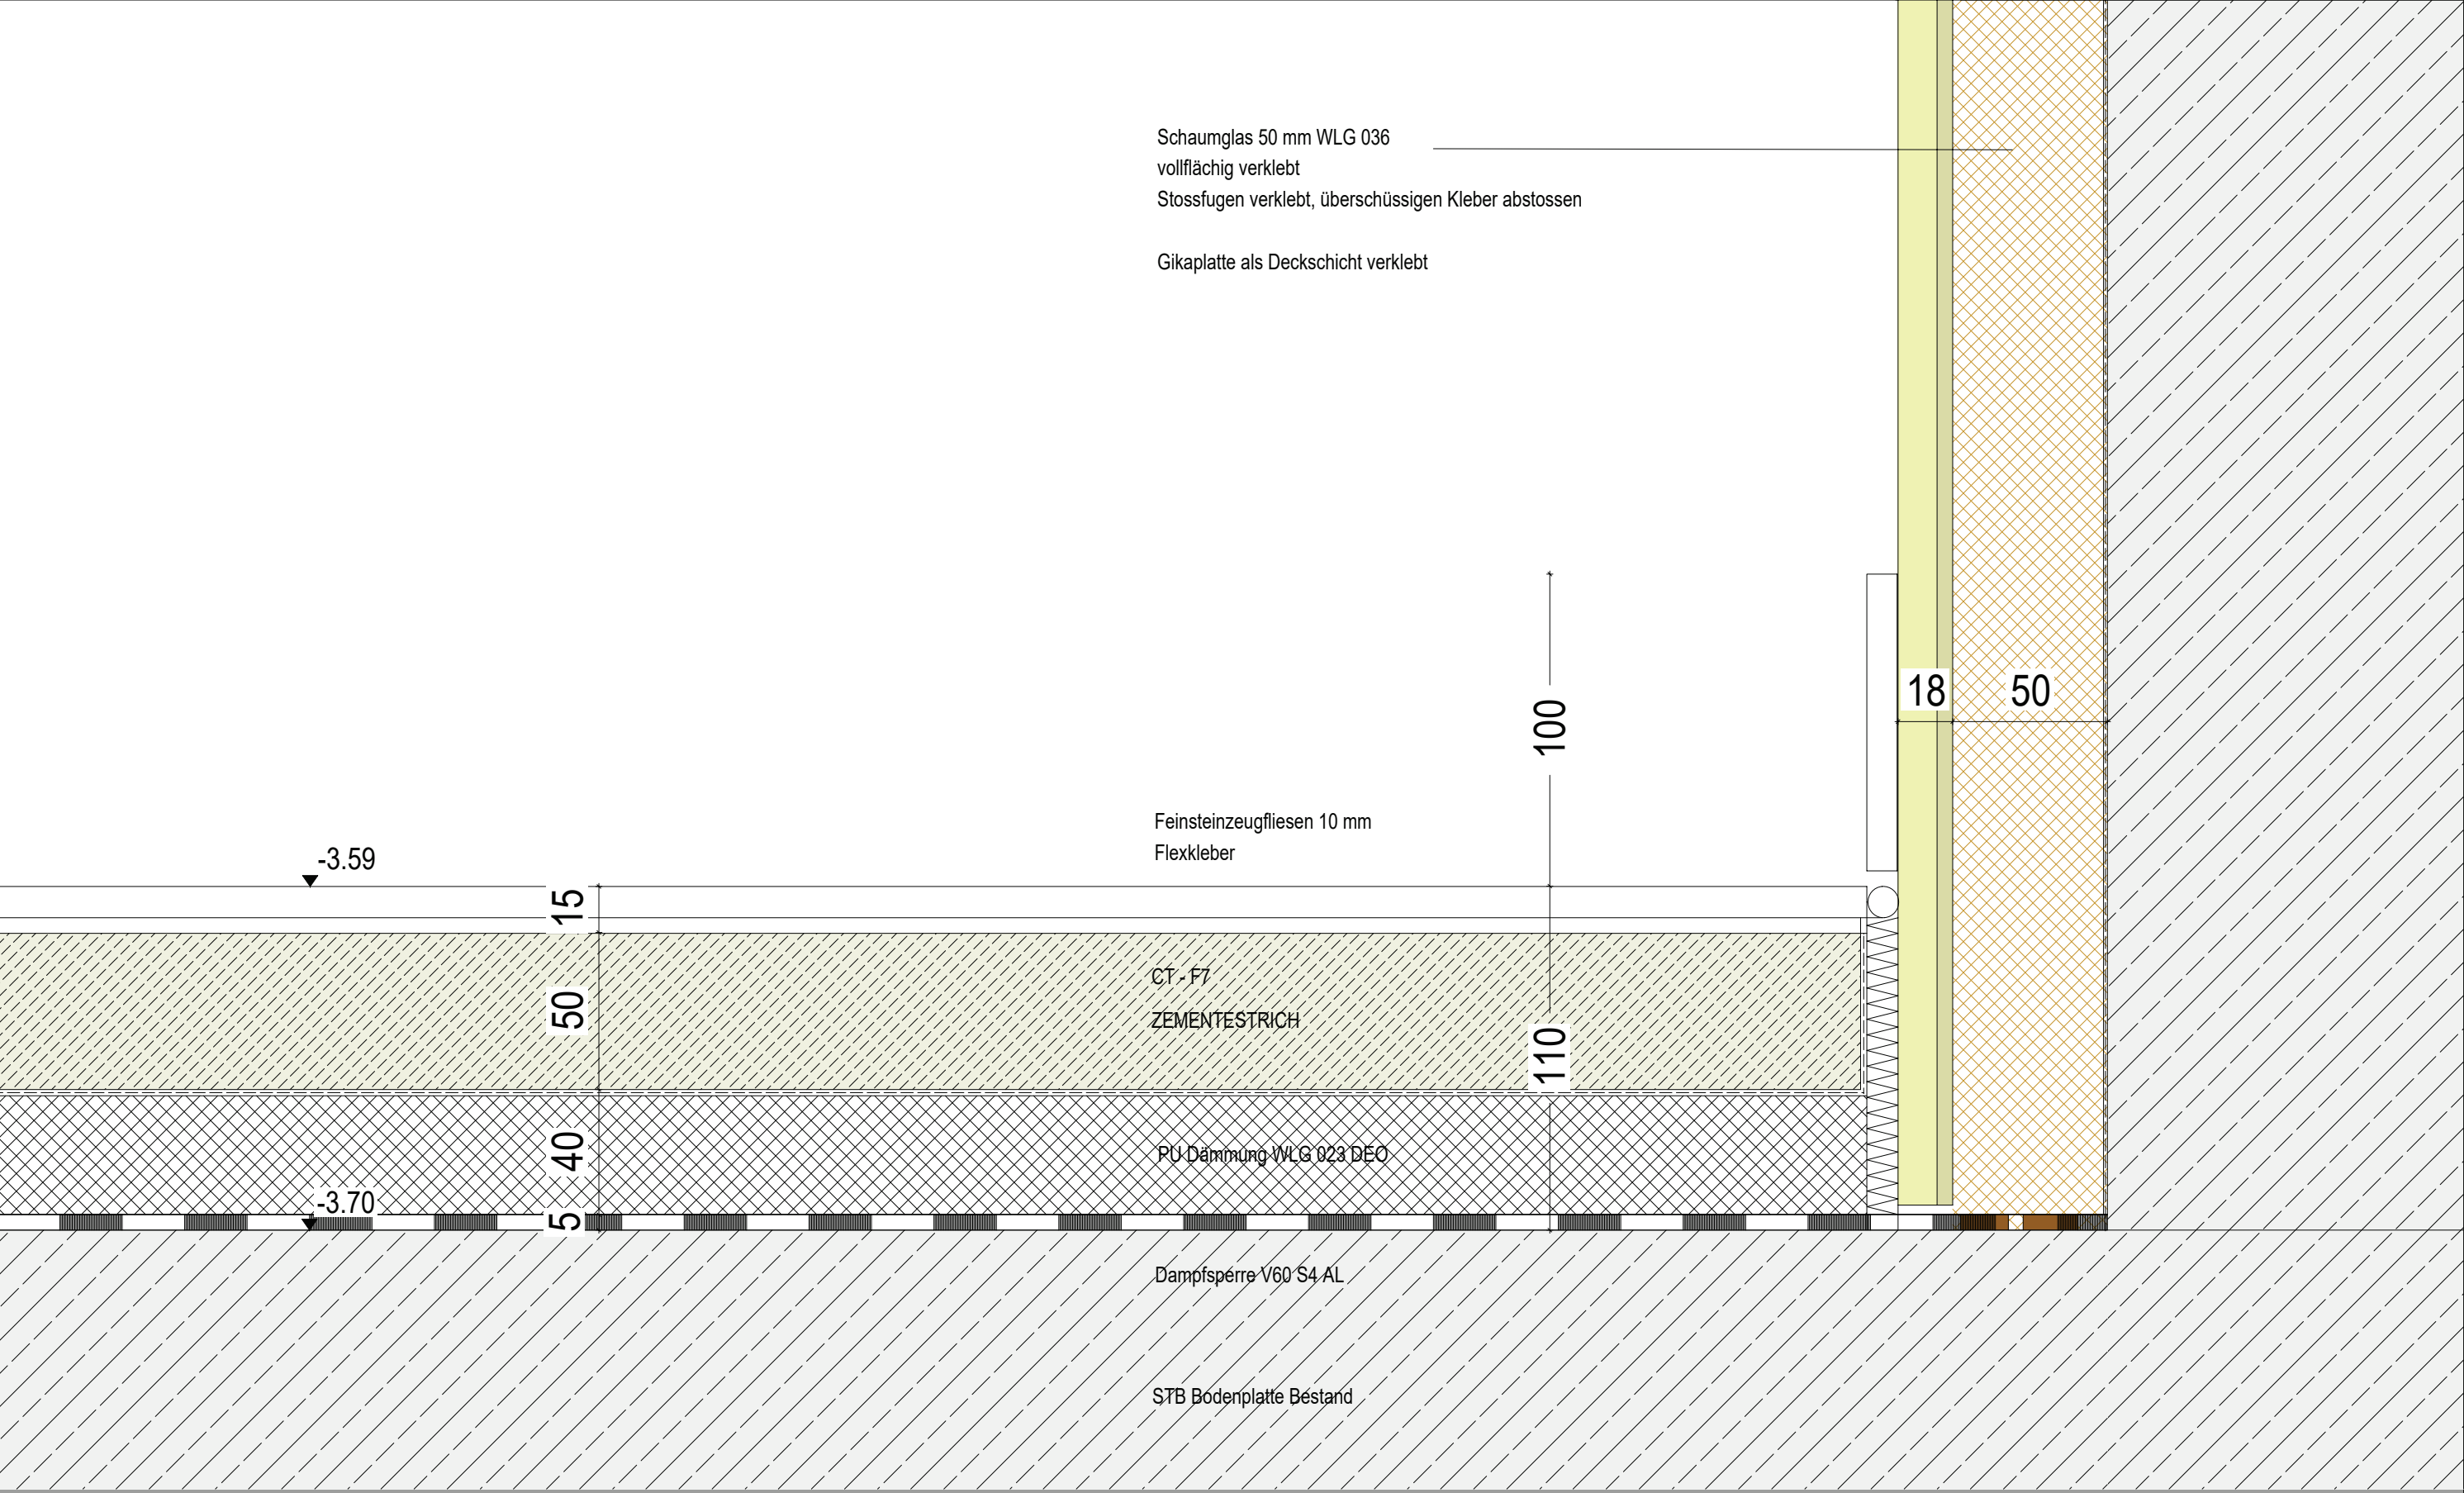 Schaumglas 50 mm WLG 036
vollflächig verklebt
Stossfugen verklebt, überschüssigen Kleber abstossen
Gikaplatte als Deckschicht verklebt
18
50
100
Feinsteinzeugfliesen 10 mm
Flexkleber
-3.59
15
CT - F7
ZEMENTESTRICH
50
110
PU Dämmung WLG 023 DEO
40
-3.70
5
Dampfsperre V60 S4 AL
STB Bodenplatte Bestand